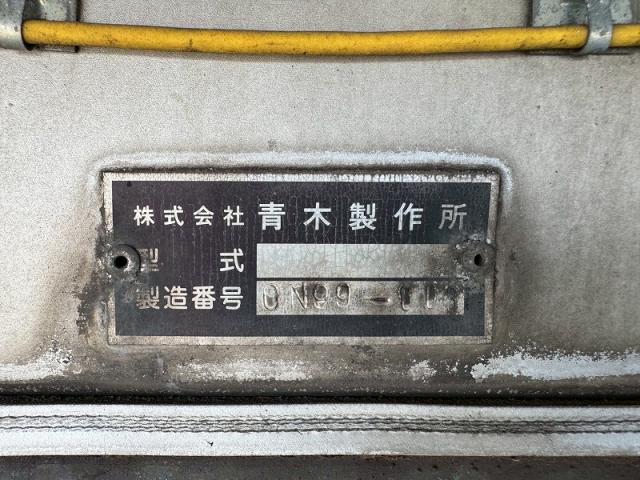 株式会社 青木製作所
型式
製造番号